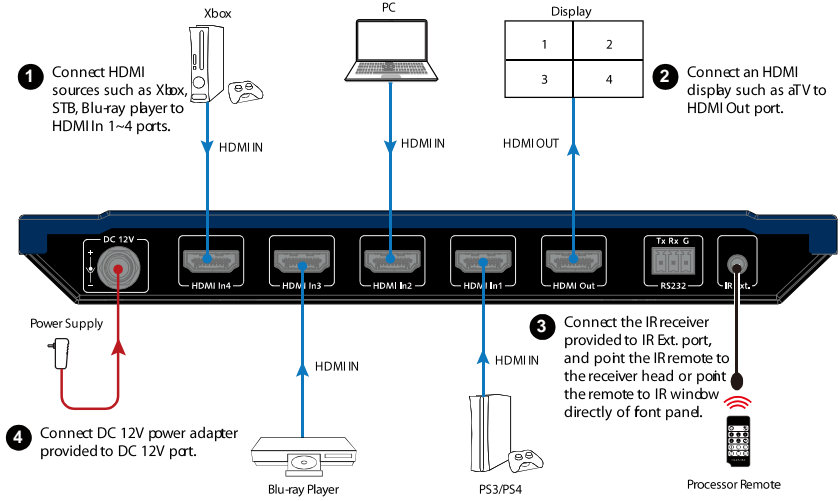 Xbox
PC
Display
1 2
3 4
1
Connect HDMI
sources such as Xbox,
STB, Blu-ray player to
HDMI In 1~4 ports.
2
Connect an HDMI
display such as aTV to
HDMI Out port.
HDMI IN
HDMI IN
HDMI OUT
DC 12V
+
−
HDMI In4
HDMI In3
HDMI In2
HDMI In1
HDMI Out
Tx Rx G
RS232
IR Ext.
Power Supply
HDMI IN
HDMI IN
3
Connect the IR receiver
provided to IR Ext. port,
and point the IR remote to
the receiver head or point
the remote to IR window
directly of font panel.
4
Connect DC 12V power adapter
provided to DC 12V port.
Blu-ray Player
PS3/PS4
Processor Remote